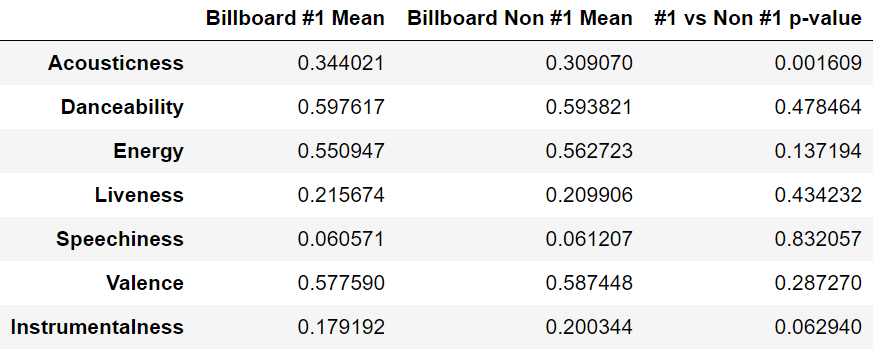 Billboard #1 Mean Billboard Non #1 Mean #1 vs Non #1 p-value
Acousticness 0.344021 0.309070 0.001609
Danceability 0.597617 0.593821 0.478464
Energy 0.550947 0.562723 0.137194
Liveness 0.215674 0.209906 0.434232
Speechiness 0.060571 0.061207 0.832057
Valence 0.577590 0.587448 0.287270
Instrumentalness 0.179192 0.200344 0.062940